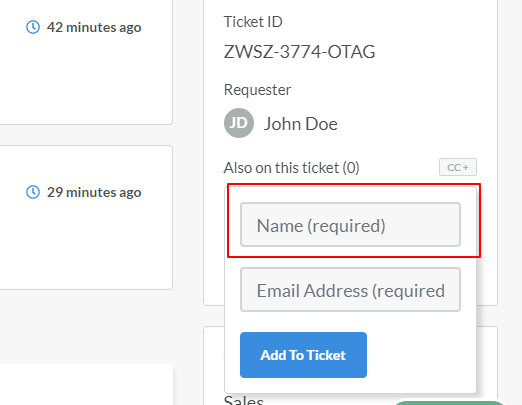 42 minutes ago
29 minutes ago
Ticket ID
ZWSZ-3774-OTAG
Requester
JD John Doe
Also on this ticket (0) CC +
Name (required)
Email Address (required
Add To Ticket
Sales